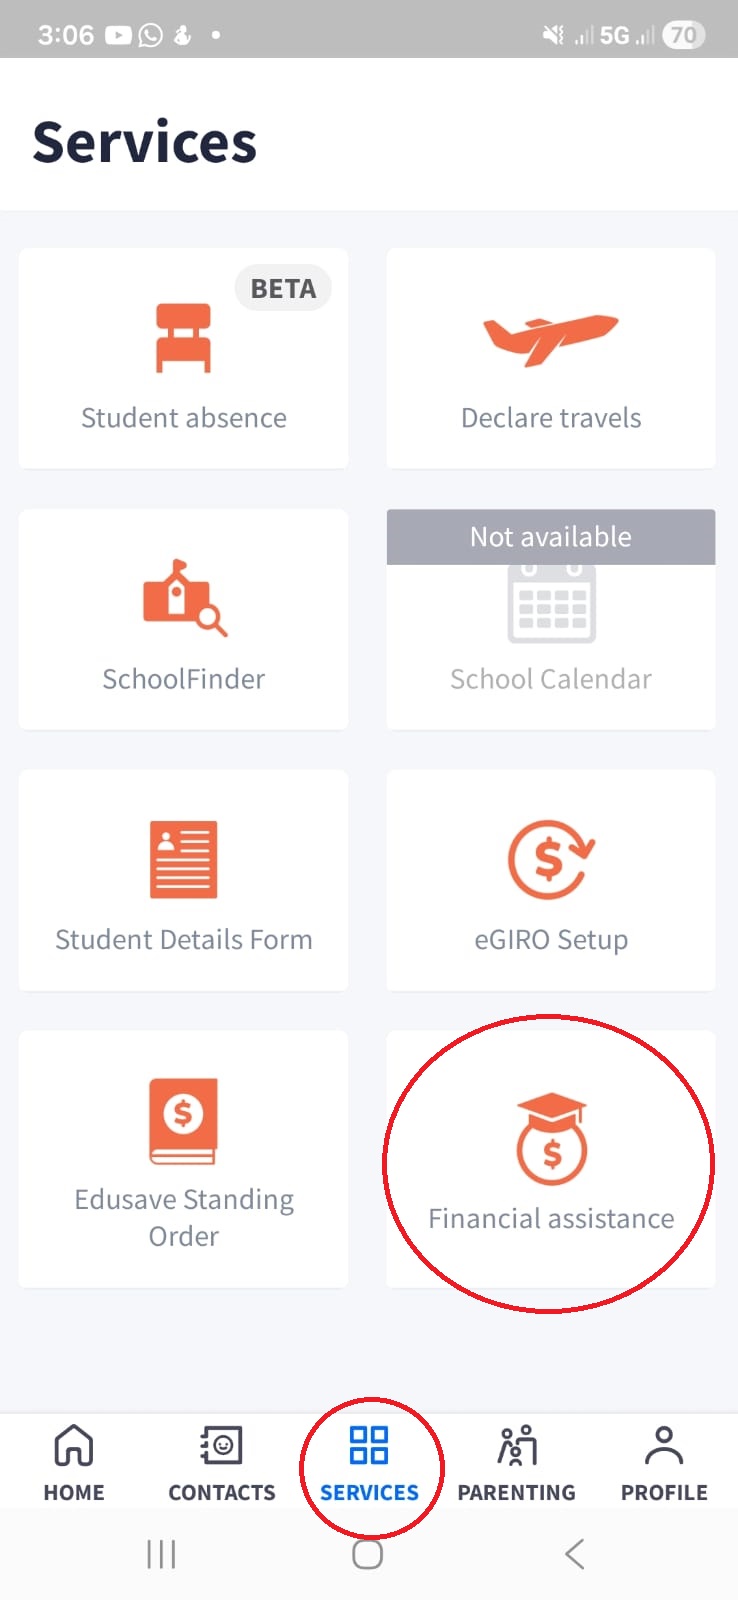 3:06
5G
70
Services
BETA
Student absence
Declare travels
SchoolFinder
Not available
School Calendar
Student Details Form
$
eGIRO Setup
$
Edusave Standing
Order
$
Financial assistance
HOME
CONTACTS
SERVICES
PARENTING
PROFILE